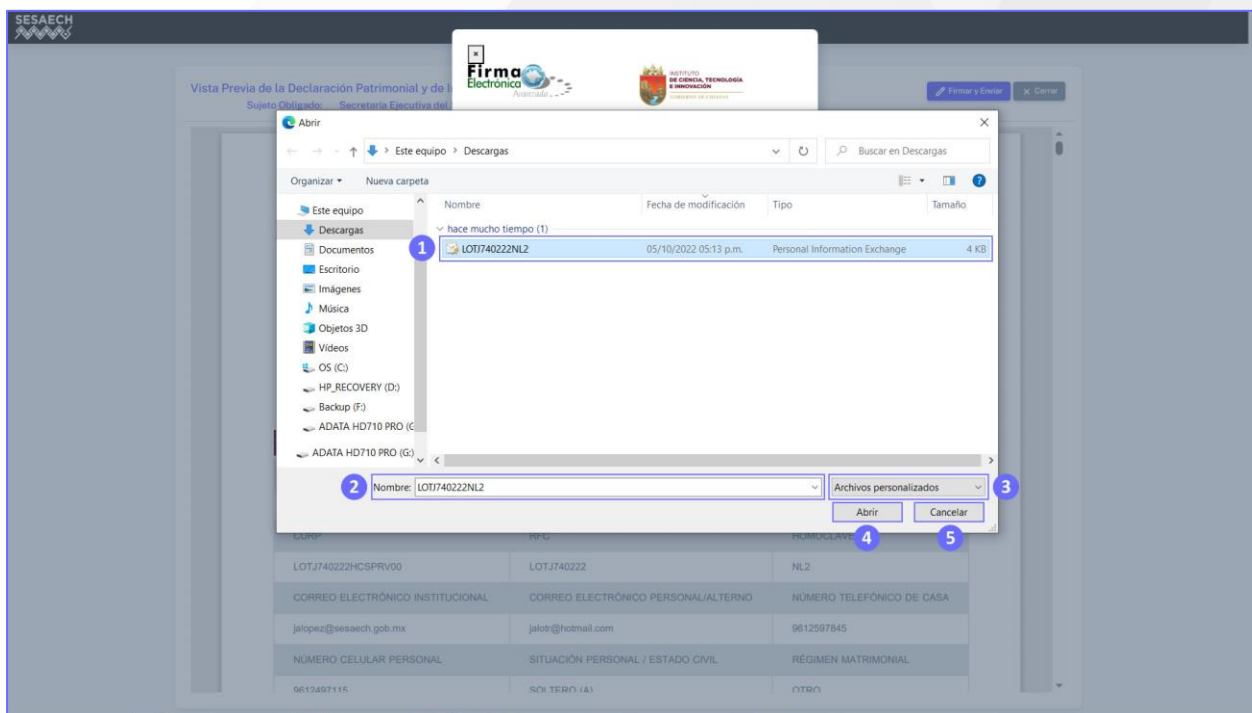 SESAECH
Firma
Electrónica
Avanzada
INSTITUTO
DE CIENCIA, TECNOLOGÍA
E INNOVACIÓN
GOBIERNO DE CHIAPAS
Vista Previa de la Declaración Patrimonial y de I
Sujeto Obligado: Secretaría Ejecutiva del
Firmar y Enviar
Cerrar
Abrir
Este equipo > Descargas
Buscar en Descargas
Organizar
Nueva carpeta
Este equipo
Descargas
Documentos
Escritorio
Imágenes
Música
Objetos 3D
Vídeos
OS (C:)
HP_RECOVERY (D:)
Backup (F:)
ADATA HD710 PRO (G
ADATA HD710 PRO (G:)
Nombre Fecha de modificación Tipo Tamaño
hace mucho tiempo (1)
1 LOTJ740222NL2 05/10/2022 05:13 p.m. Personal Information Exchange 4 KB
2 Nombre: LOTJ740222NL2 Archivos personalizados 3
Abrir Cancelar
4 5
CURP RFC HOMOCLAVE
LOTJ740222HCSPRV00 LOTJ740222 NL2
CORREO ELECTRÓNICO INSTITUCIONAL CORREO ELECTRÓNICO PERSONAL/ALTERNO NÚMERO TELEFÓNICO DE CASA
jalopez@sesaech.gob.mx jalotr@hotmail.com 9612597845
NÚMERO CELULAR PERSONAL SITUACIÓN PERSONAL / ESTADO CIVIL RÉGIMEN MATRIMONIAL
9612497115 SOLTERO (A) OTRO